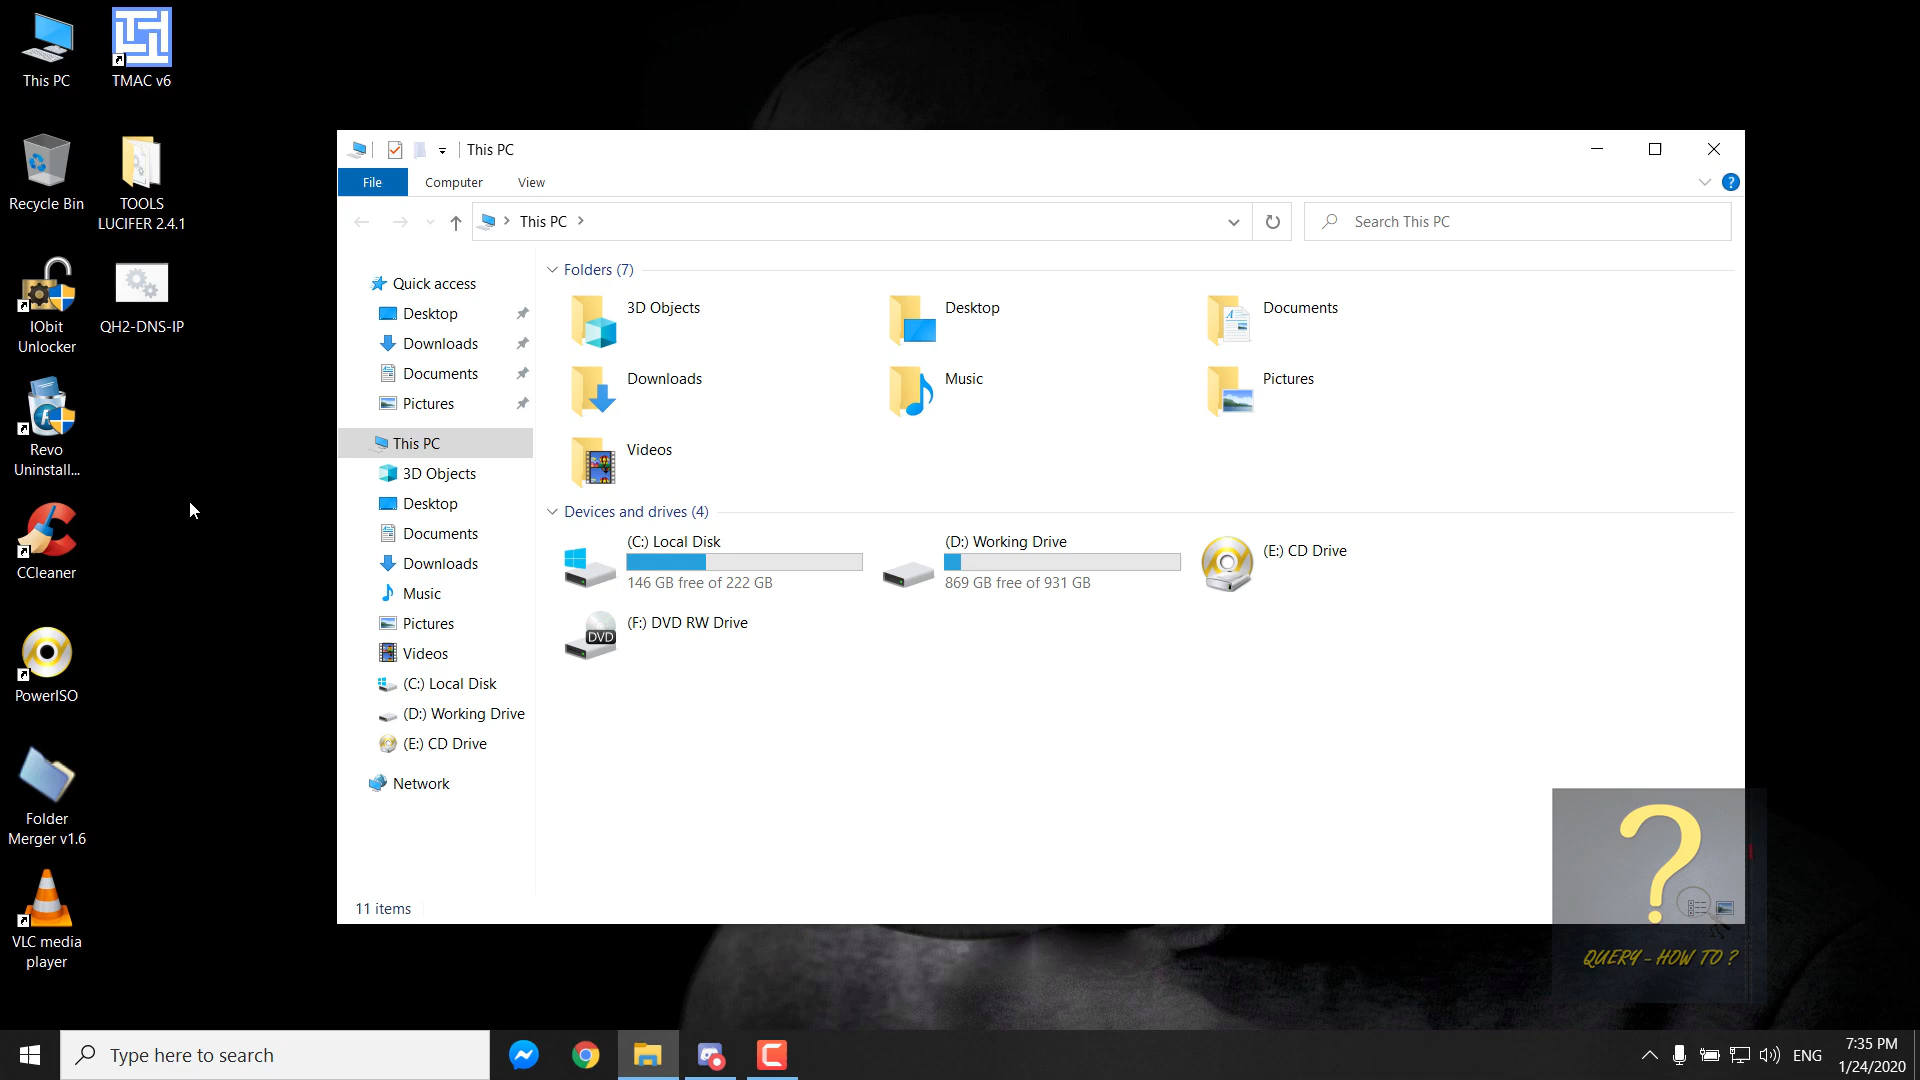 This PC
TMAC v6
Recycle Bin
TOOLS
LUCIFER 2.4.1
IObit
Unlocker
QH2-DNS-IP
Revo
Uninstall...
CCleaner
PowerISO
Folder
Merger v1.6
VLC media
player
This PC
File
Computer
View
?
This PC
Search This PC
Quick access
Desktop
Downloads
Documents
Pictures
This PC
3D Objects
Desktop
Documents
Downloads
Music
Pictures
Videos
(C:) Local Disk
(D:) Working Drive
(E:) CD Drive
Network
Folders (7)
3D Objects
Desktop
Documents
Downloads
Music
Pictures
Videos
Devices and drives (4)
(C:) Local Disk
146 GB free of 222 GB
(D:) Working Drive
869 GB free of 931 GB
(E:) CD Drive
DVD
(F:) DVD RW Drive
11 items
?
QUERY - HOW TO ?
Type here to search
ENG
7:35 PM
1/24/2020